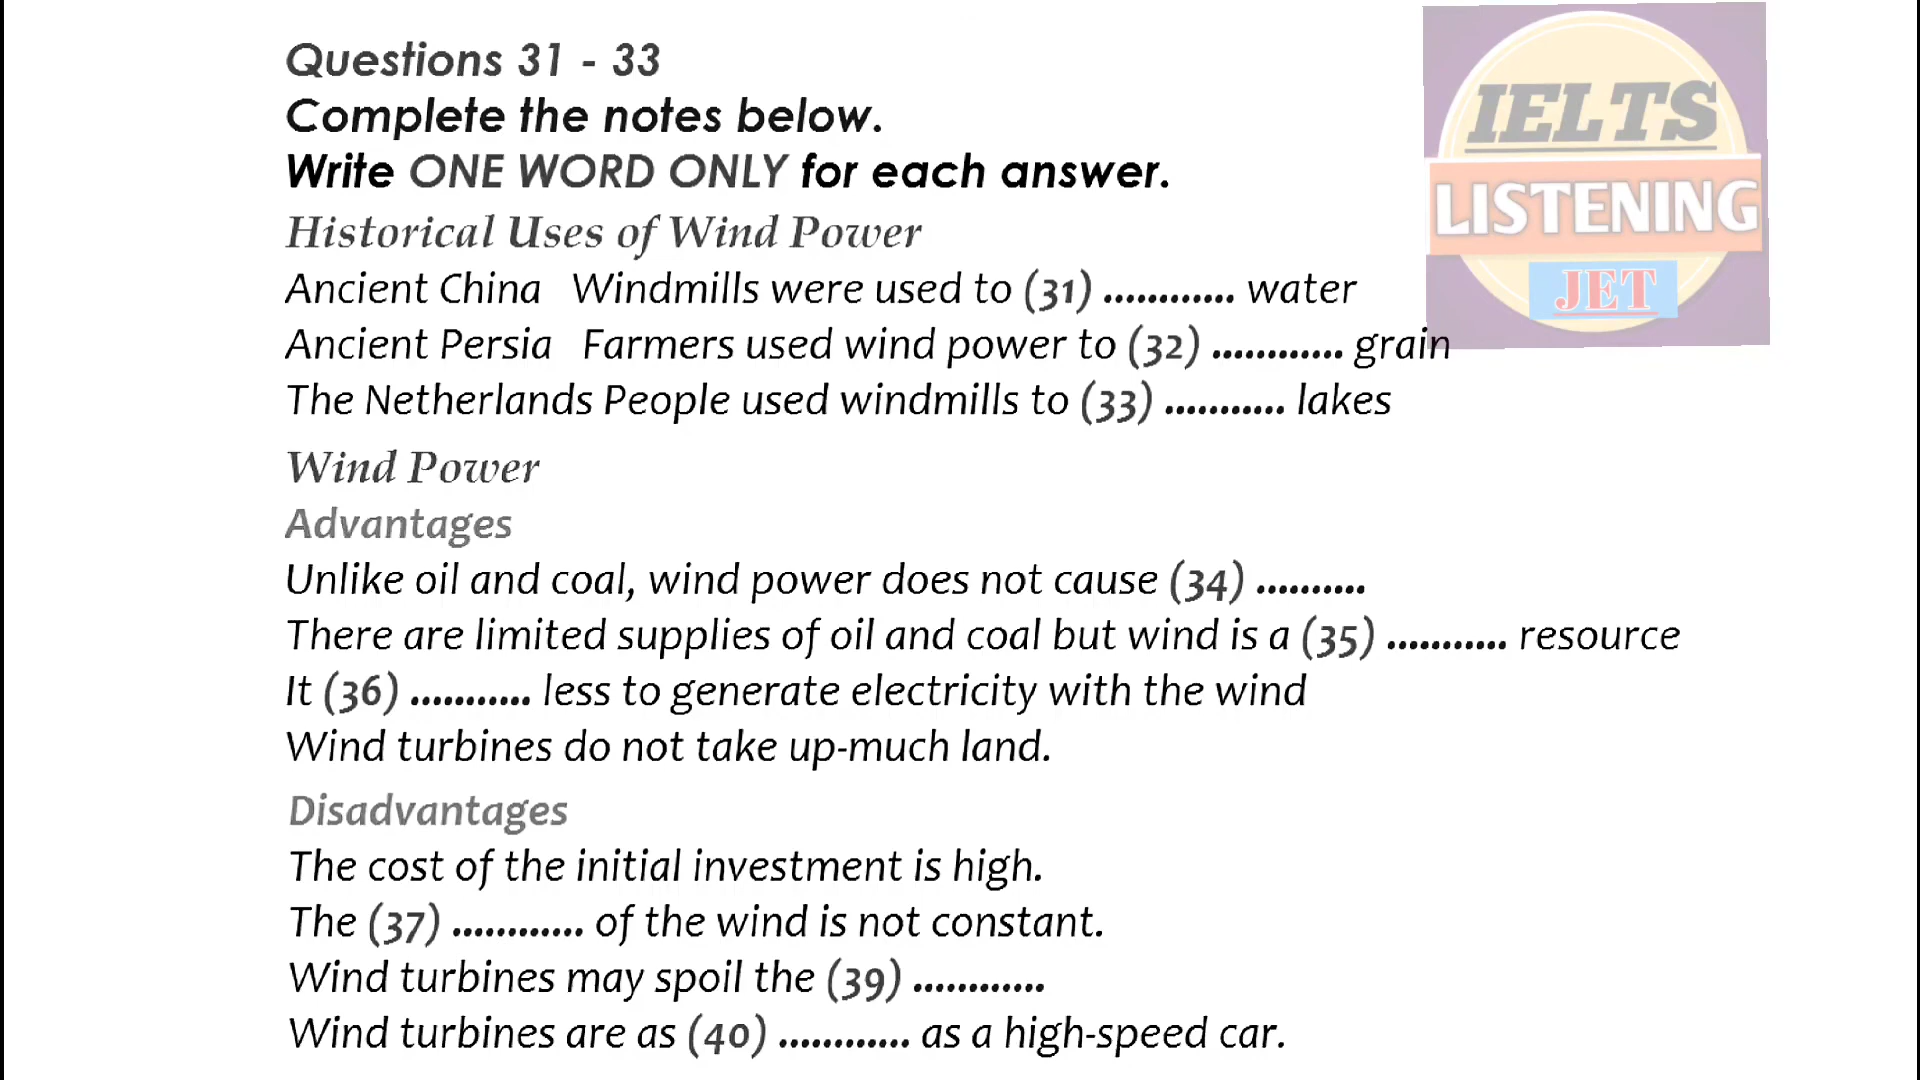 Questions 31 - 33
Complete the notes below.
Write ONE WORD ONLY for each answer.
Historical Uses of Wind Power
Ancient China Windmills were used to (31) ............ water
Ancient Persia Farmers used wind power to (32) ............ grain
The Netherlands People used windmills to (33) ........... lakes
Wind Power
Advantages
Unlike oil and coal, wind power does not cause (34) ..........
There are limited supplies of oil and coal but wind is a (35) ........... resource
It (36) ........... less to generate electricity with the wind
Wind turbines do not take up-much land.
Disadvantages
The cost of the initial investment is high.
The (37) ............ of the wind is not constant.
Wind turbines may spoil the (39) ............
Wind turbines are as (40) ............ as a high-speed car.
IELTS
LISTENING
JET